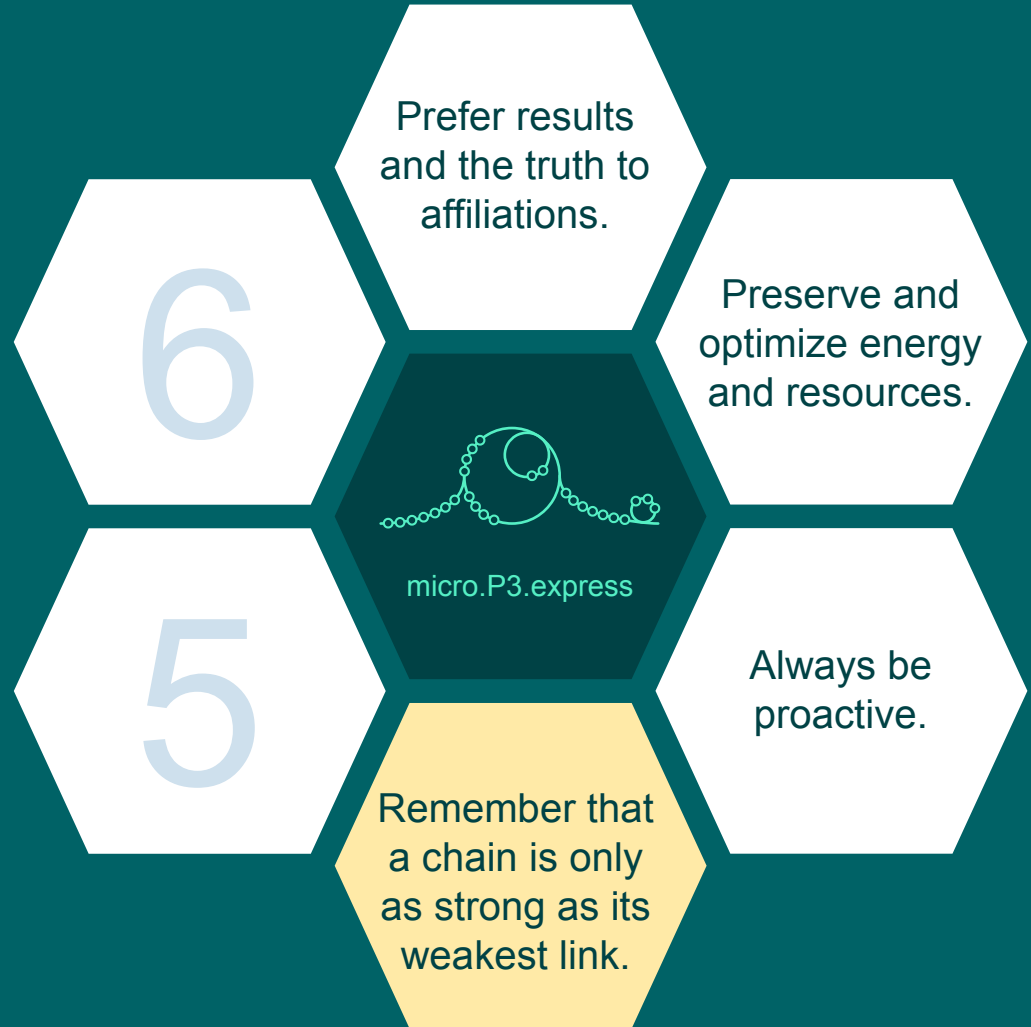 Prefer results
and the truth to
affiliations.
Preserve and
optimize energy
and resources.
Always be
proactive.
Remember that
a chain is only
as strong as its
weakest link.
5
6
micro.P3.express